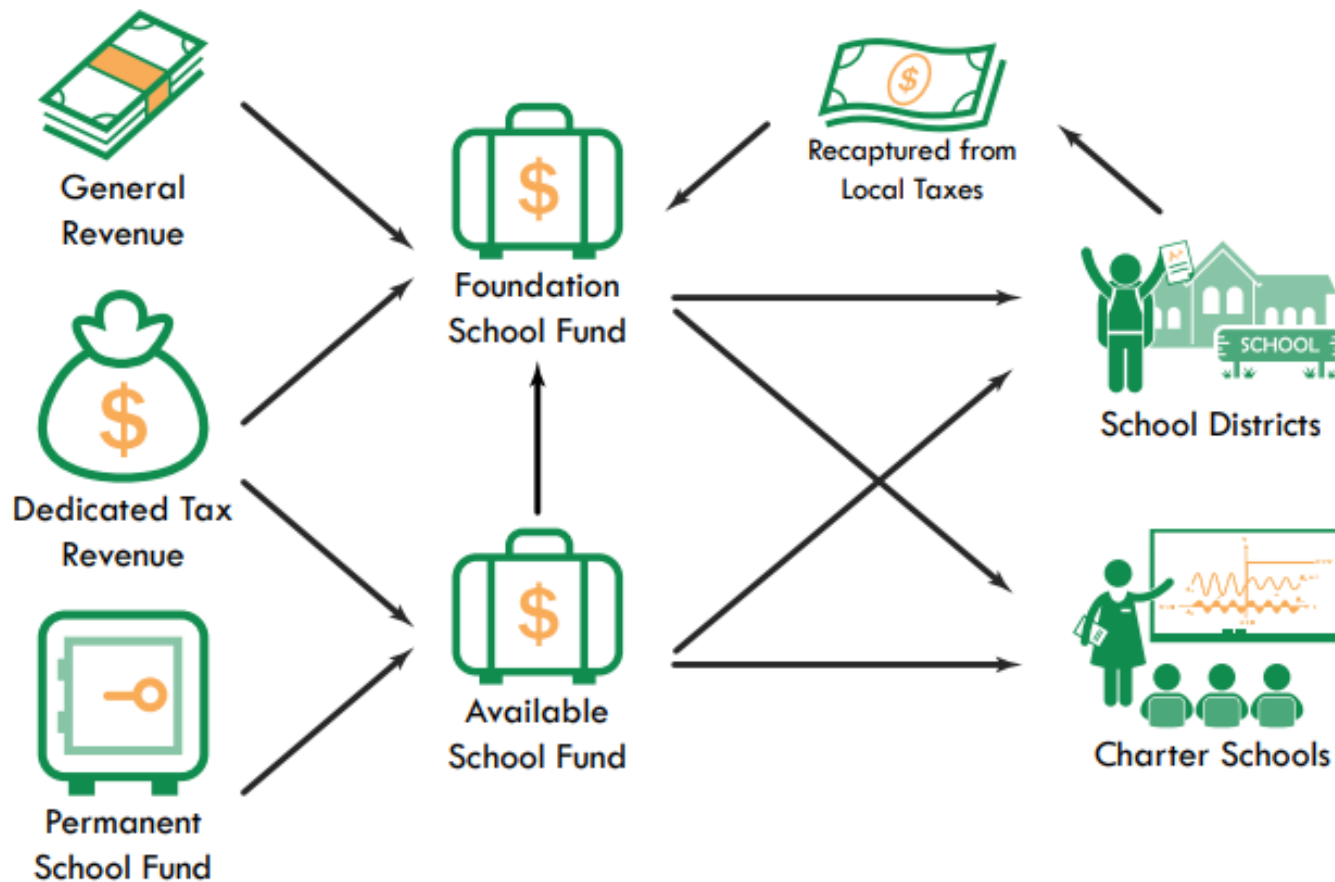 General
Revenue
$
Dedicated Tax
Revenue
Permanent
School Fund
$
Foundation
School Fund
$
Available
School Fund
$
Recaptured from
Local Taxes
A+
SCHOOL
School Districts
Charter Schools